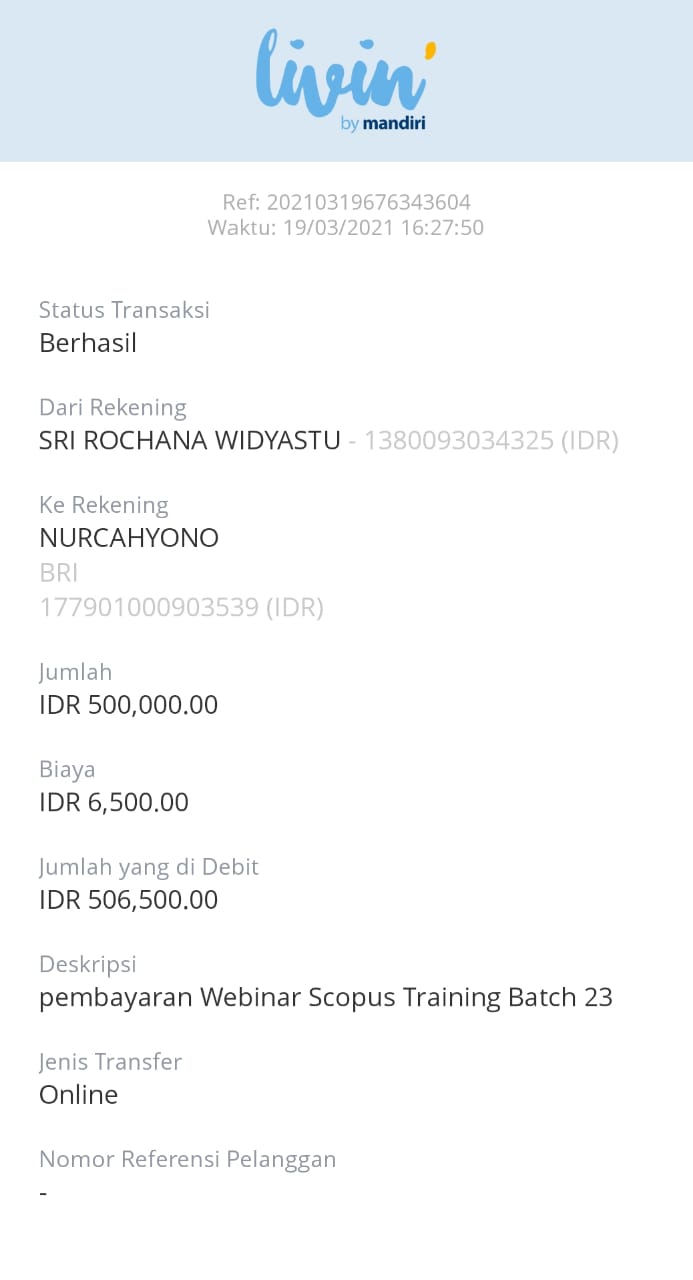 livin'
by mandiri
Ref: 20210319676343604
Waktu: 19/03/2021 16:27:50
Status Transaksi
Berhasil
Dari Rekening
SRI ROCHANA WIDYASTU - 1380093034325 (IDR)
Ke Rekening
NURCAHYONO
BRI
177901000903539 (IDR)
Jumlah
IDR 500,000.00
Biaya
IDR 6,500.00
Jumlah yang di Debit
IDR 506,500.00
Deskripsi
pembayaran Webinar Scopus Training Batch 23
Jenis Transfer
Online
Nomor Referensi Pelanggan
-